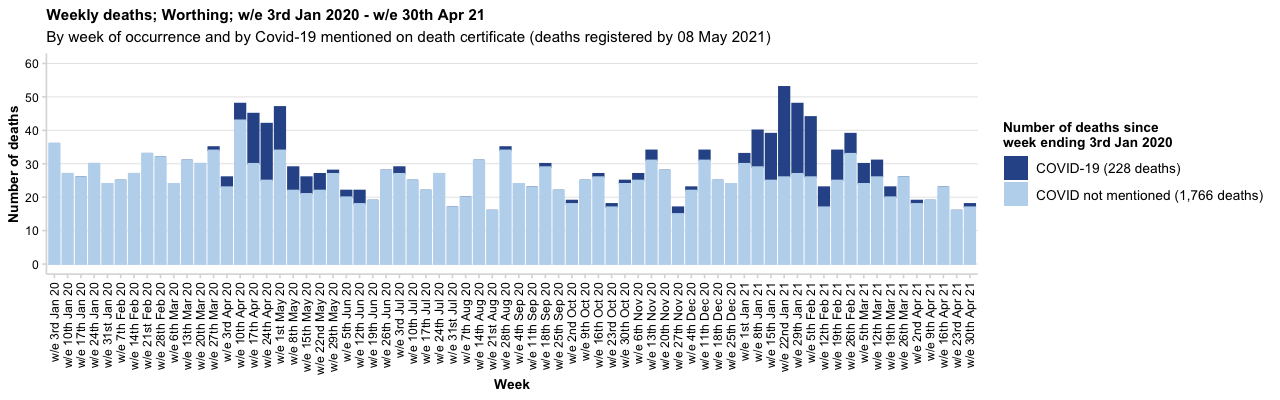 Weekly deaths; Worthing; w/e 3rd Jan 2020 - w/e 30th Apr 21
By week of occurrence and by Covid-19 mentioned on death certificate (deaths registered by 08 May 2021)
Number of deaths
60
50
40
30
20
10
0
w/e 3rd Jan 20
w/e 10th Jan 20
w/e 17th Jan 20
w/e 24th Jan 20
w/e 31st Jan 20
w/e 7th Feb 20
w/e 14th Feb 20
w/e 21st Feb 20
w/e 28th Feb 20
w/e 6th Mar 20
w/e 13th Mar 20
w/e 20th Mar 20
w/e 27th Mar 20
w/e 3rd Apr 20
w/e 10th Apr 20
w/e 17th Apr 20
w/e 24th Apr 20
w/e 1st May 20
w/e 8th May 20
w/e 15th May 20
w/e 22nd May 20
w/e 29th May 20
w/e 5th Jun 20
w/e 12th Jun 20
w/e 19th Jun 20
w/e 26th Jun 20
w/e 3rd Jul 20
w/e 10th Jul 20
w/e 17th Jul 20
w/e 24th Jul 20
w/e 31st Jul 20
w/e 7th Aug 20
w/e 14th Aug 20
w/e 21st Aug 20
w/e 28th Aug 20
w/e 4th Sep 20
w/e 11th Sep 20
w/e 18th Sep 20
w/e 25th Sep 20
w/e 2nd Oct 20
w/e 9th Oct 20
w/e 16th Oct 20
w/e 23rd Oct 20
w/e 30th Oct 20
w/e 6th Nov 20
w/e 13th Nov 20
w/e 20th Nov 20
w/e 27th Nov 20
w/e 4th Dec 20
w/e 11th Dec 20
w/e 18th Dec 20
w/e 25th Dec 20
w/e 1st Jan 21
w/e 8th Jan 21
w/e 15th Jan 21
w/e 22nd Jan 21
w/e 29th Jan 21
w/e 5th Feb 21
w/e 12th Feb 21
w/e 19th Feb 21
w/e 26th Feb 21
w/e 5th Mar 21
w/e 12th Mar 21
w/e 19th Mar 21
w/e 26th Mar 21
w/e 2nd Apr 21
w/e 9th Apr 21
w/e 16th Apr 21
w/e 23rd Apr 21
w/e 30th Apr 21
Week
Number of deaths since
week ending 3rd Jan 2020
COVID-19 (228 deaths)
COVID not mentioned (1,766 deaths)